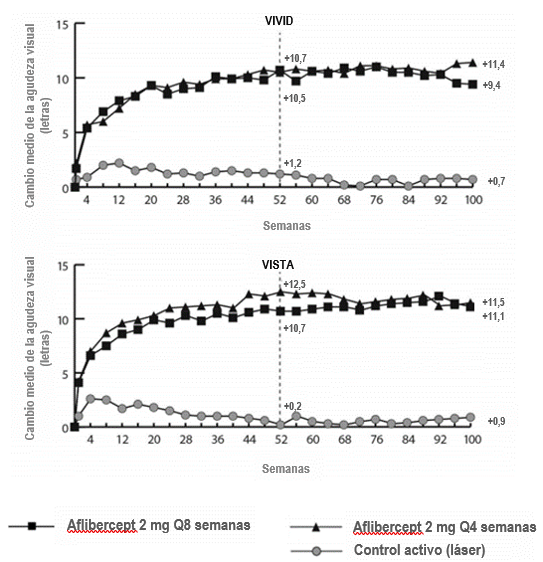 VIVID
Cambio medio de la agudeza visual
(letras)
15
10
5
0
+10,7
+10,5
+1,2
+11,4
+9,4
+0,7
4 12 20 28 36 44 52 60 68 76 84 92 100
Semanas
VISTA
Cambio medio de la agudeza visual
(letras)
15
10
5
0
+12,5
+10,7
+0,2
+11,5
+11,1
+0,9
4 12 20 28 36 44 52 60 68 76 84 92 100
Semanas
Aflibercept 2 mg Q8 semanas
Aflibercept 2 mg Q4 semanas
Control activo (láser)